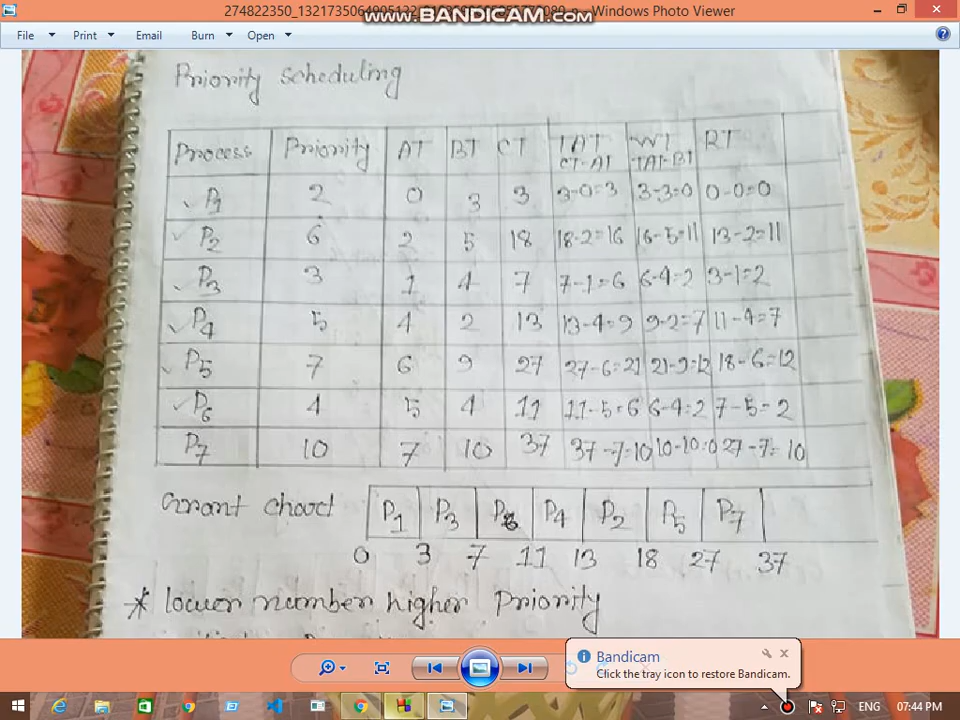 274822350_1321735064905122 - Windows Photo Viewer
WWW.BANDICAM.COM
File Print Email Burn Open
Priority scheduling
Process Priority AT BT CT TAT CT-AT WT TAT-BT RT
P1 2 0 3 3 3-0=3 3-3=0 0-0=0
P2 6 2 5 18 18-2=16 16-5=11 13-2=11
P3 3 1 4 7 7-1=6 6-4=2 3-1=2
P4 5 4 2 13 13-4=9 9-2=7 11-4=7
P5 7 6 9 27 27-6=21 21-9=12 18-6=12
P6 4 5 4 11 11-5=6 6-4=2 7-5=2
P7 10 7 10 37 37-7=10 10-10=0 27-7=10
Grant chart P1 P3 P6 P4 P2 P5 P7
0 3 7 11 13 18 27 37
* lower number higher Priority
Bandicam
Click the tray icon to restore Bandicam.
ENG 07:44 PM